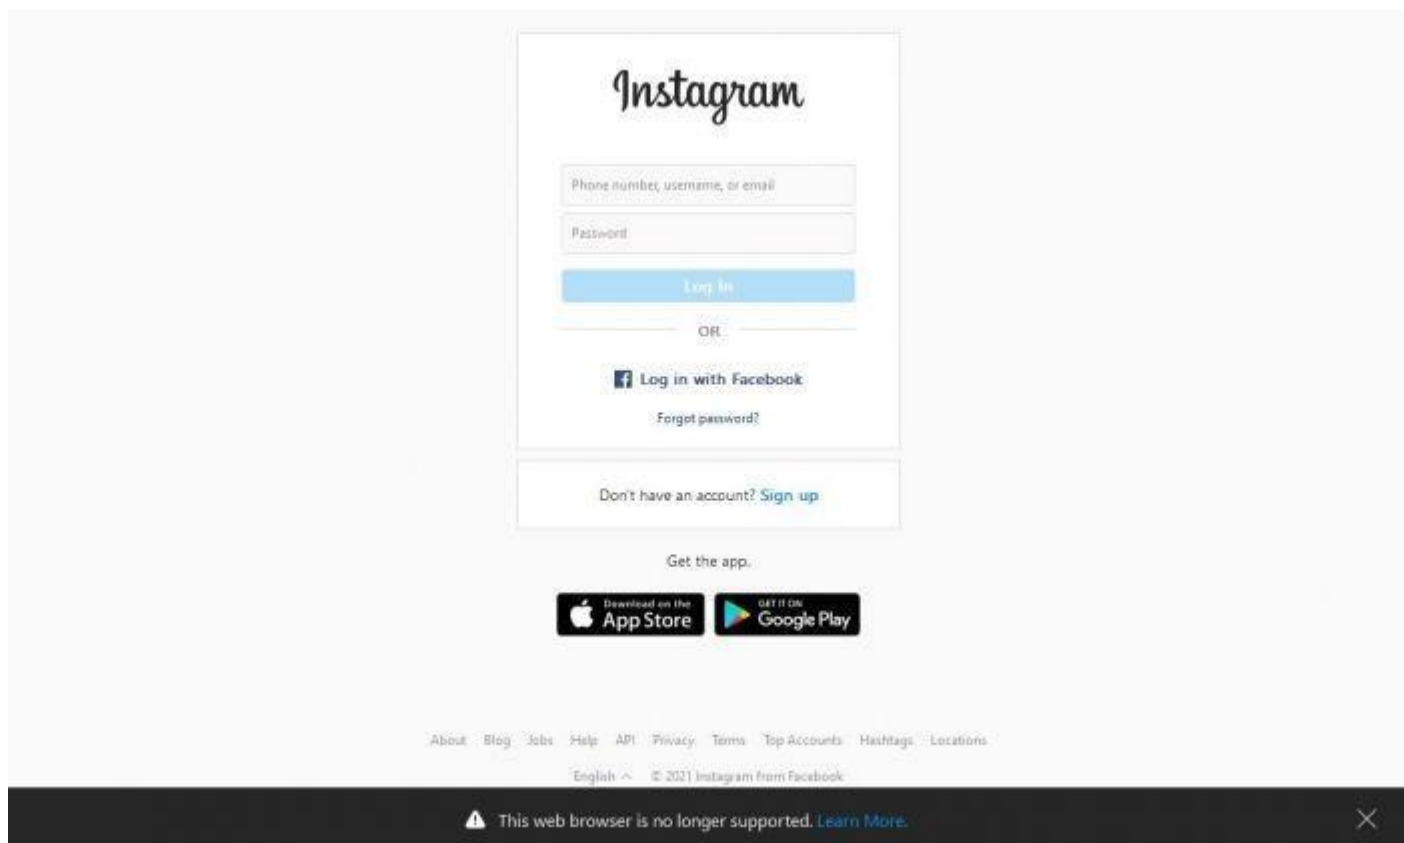 Instagram
Phone number, username, or email
Password
Log In
OR
Log in with Facebook
Forgot password?
Don't have an account? Sign up
Get the app.
Download on the
App Store
GET IT ON
Google Play
About Blog Jobs Help API Privacy Terms Top Accounts Hashtags Locations
English © 2021 Instagram from Facebook
This web browser is no longer supported. Learn More.